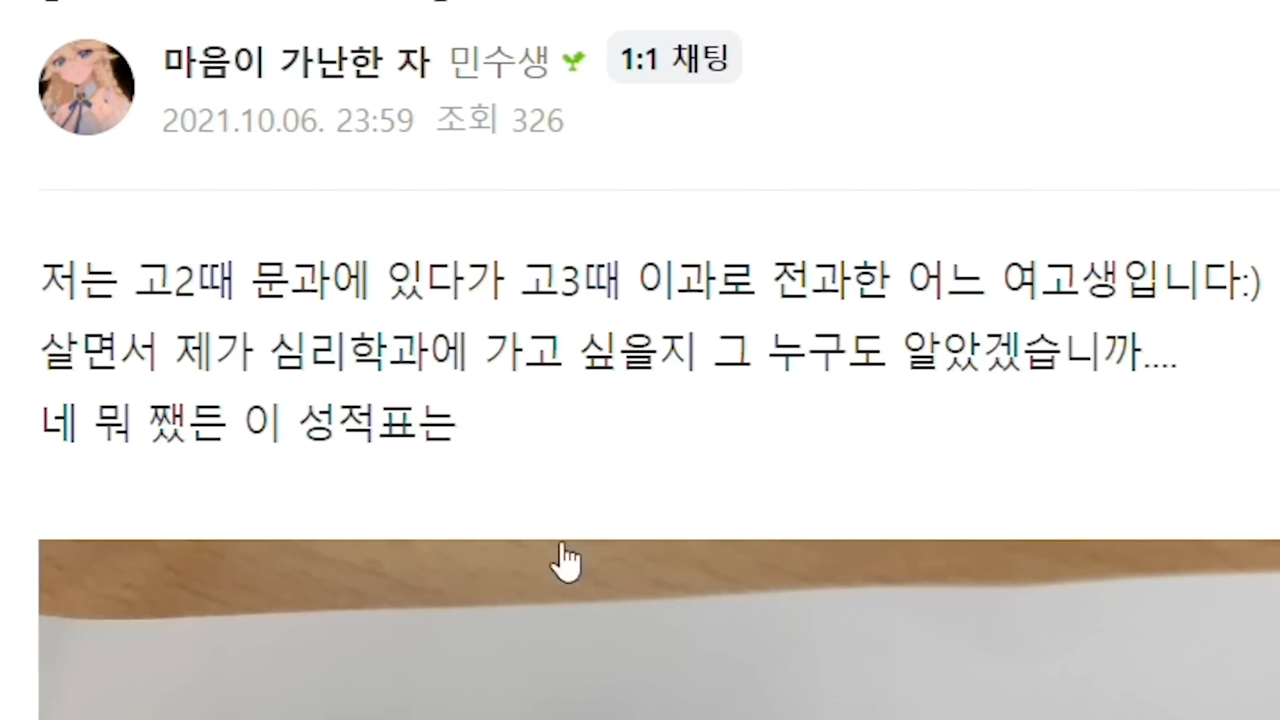 마음이 가난한 자 민수생 1:1 채팅
2021.10.06. 23:59 조회 326
저는 고2때 문과에 있다가 고3때 이과로 전과한 어느 여고생입니다:)
살면서 제가 심리학과에 가고 싶을지 그 누구도 알았겠습니까....
네 뭐 쨌든 이 성적표는